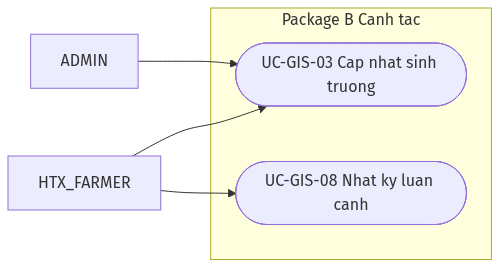 Package B Canh tac
ADMIN
UC-GIS-03 Cap nhat sinh
truong
HTX_FARMER
UC-GIS-08 Nhat ky luan
canh